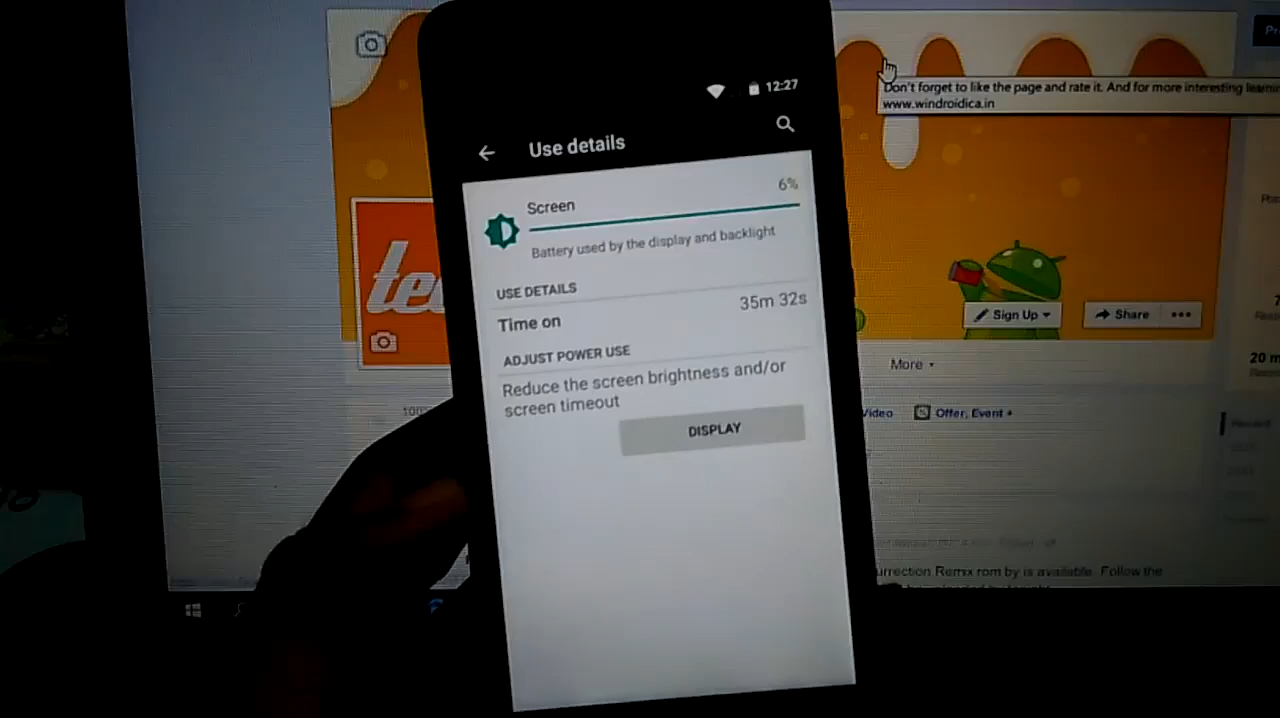 12:27
Use details
6%
Screen
Battery used by the display and backlight
USE DETAILS
Time on
35m 32s
ADJUST POWER USE
Reduce the screen brightness and/or
screen timeout
DISPLAY
Don't forget to like the page and rate it. And for more interesting
www.windroidica.in
Sign Up
Share
More
Offer, Event +
20
Remix rom by is available. Follow the